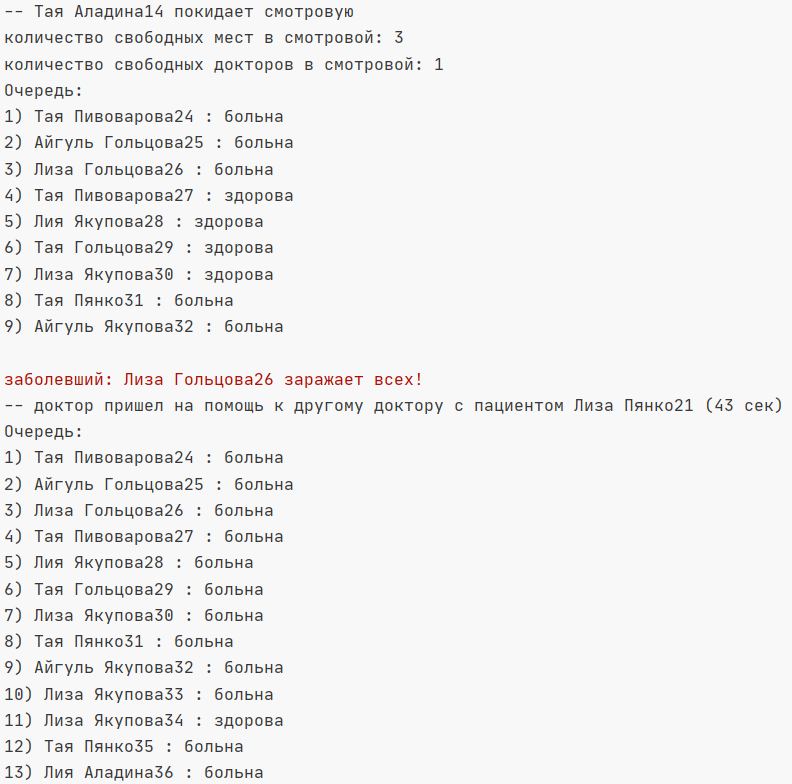 -- Тая Аладина14 покидает смотровую
количество свободных мест в смотровой: 3
количество свободных докторов в смотровой: 1
Очередь:
1) Тая Пивоварова24 : больна
2) Айгуль Гольцова25 : больна
3) Лиза Гольцова26 : больна
4) Тая Пивоварова27 : здорова
5) Лия Якупова28 : здорова
6) Тая Гольцова29 : здорова
7) Лиза Якупова30 : здорова
8) Тая Пянко31 : больна
9) Айгуль Якупова32 : больна
заболевший: Лиза Гольцова26 заражает всех!
-- доктор пришел на помощь к другому доктору с пациентом Лиза Пянко21 (43 сек)
Очередь:
1) Тая Пивоварова24 : больна
2) Айгуль Гольцова25 : больна
3) Лиза Гольцова26 : больна
4) Тая Пивоварова27 : больна
5) Лия Якупова28 : больна
6) Тая Гольцова29 : больна
7) Лиза Якупова30 : больна
8) Тая Пянко31 : больна
9) Айгуль Якупова32 : больна
10) Лиза Якупова33 : больна
11) Лиза Якупова34 : здорова
12) Тая Пянко35 : больна
13) Лия Аладина36 : больна